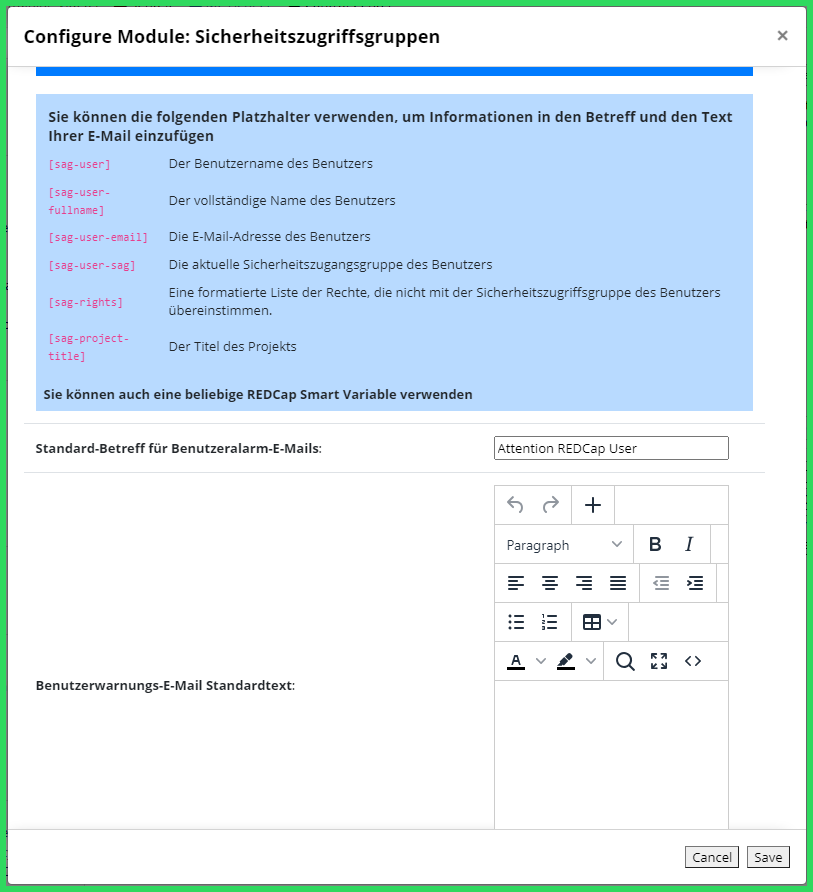 Configure Module: Sicherheitszugriffsgruppen
×
Sie können die folgenden Platzhalter verwenden, um Informationen in den Betreff und den Text
Ihrer E-Mail einzufügen
[sag-user] Der Benutzername des Benutzers
[sag-user-
fullname] Der vollständige Name des Benutzers
[sag-user-email] Die E-Mail-Adresse des Benutzers
[sag-user-sag] Die aktuelle Sicherheitszugangsgruppe des Benutzers
[sag-rights] Eine formatierte Liste der Rechte, die nicht mit der Sicherheitszugriffsgruppe des Benutzers
übereinstimmen.
[sag-project-
title] Der Titel des Projekts
Sie können auch eine beliebige REDCap Smart Variable verwenden
Standard-Betreff für Benutzeralarm-E-Mails: Attention REDCap User
Paragraph B I
A
Benutzerwarnungs-E-Mail Standardtext:
Cancel Save